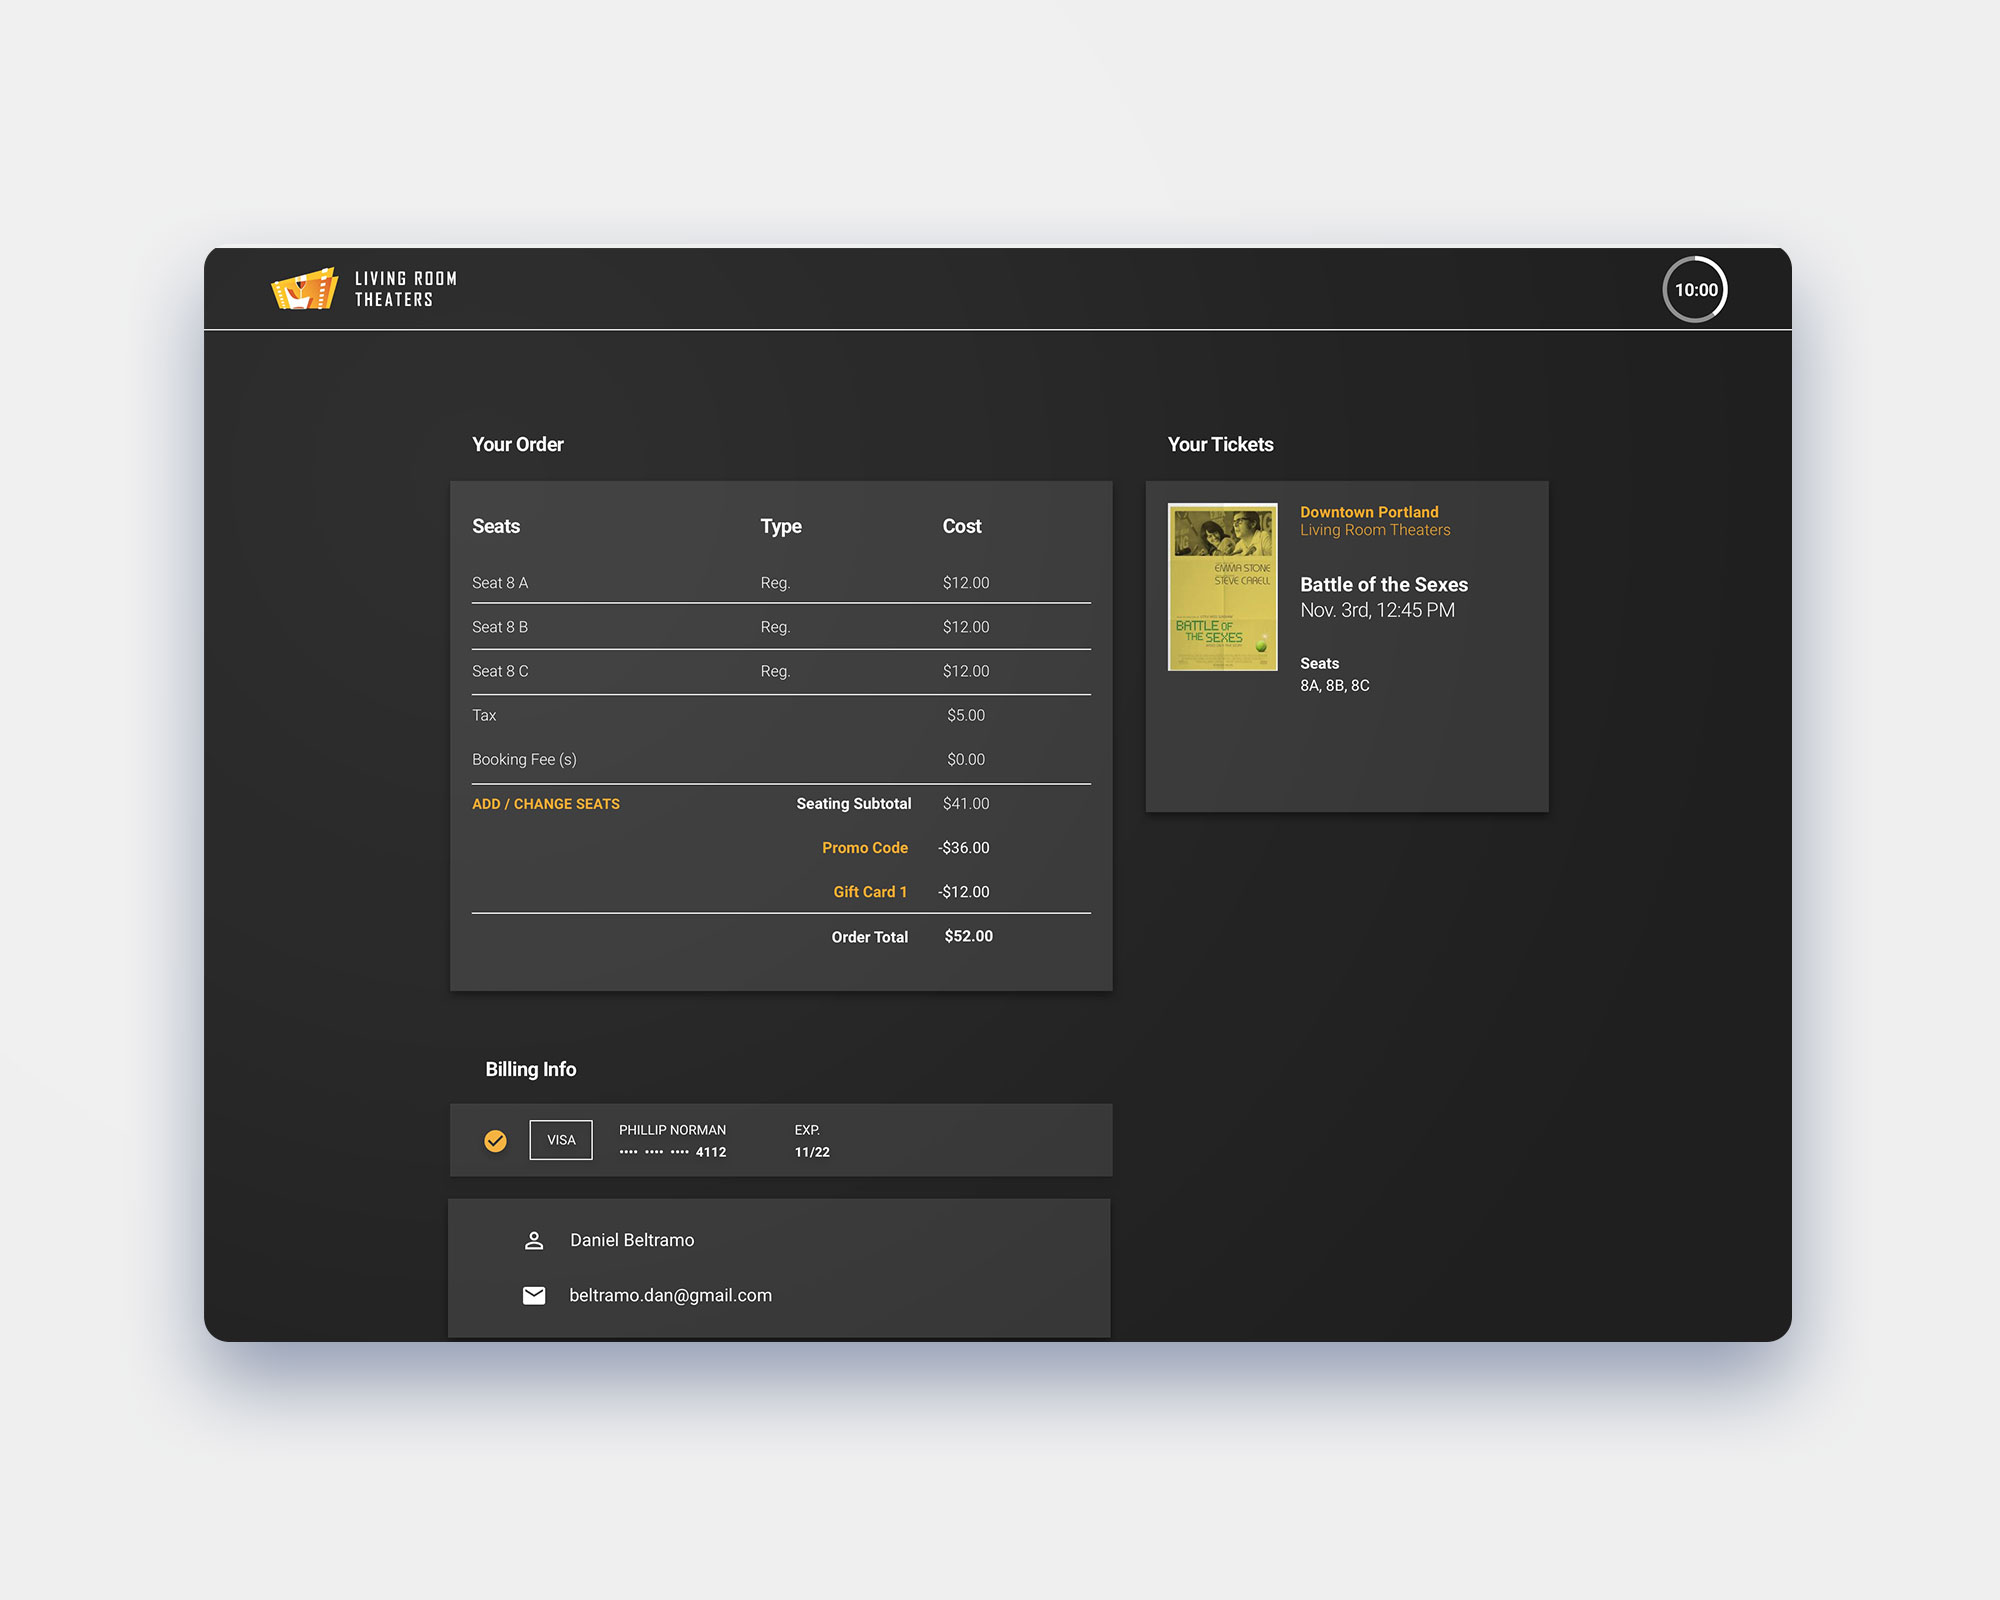 LIVING ROOM
THEATERS
10:00
Your Order
Seats Type Cost
Seat 8 A Reg. $12.00
Seat 8 B Reg. $12.00
Seat 8 C Reg. $12.00
Tax $5.00
Booking Fee (s) $0.00
ADD / CHANGE SEATS Seating Subtotal $41.00
Promo Code -$36.00
Gift Card 1 -$12.00
Order Total $52.00
Your Tickets
EMMA STONE
STEVE CARELL
BATTLE OF
THE SEXES
Downtown Portland
Living Room Theaters
Battle of the Sexes
Nov. 3rd, 12:45 PM
Seats
8A, 8B, 8C
Billing Info
VISA
PHILLIP NORMAN
•••• •••• •••• 4112
EXP.
11/22
Daniel Beltramo
beltramo.dan@gmail.com